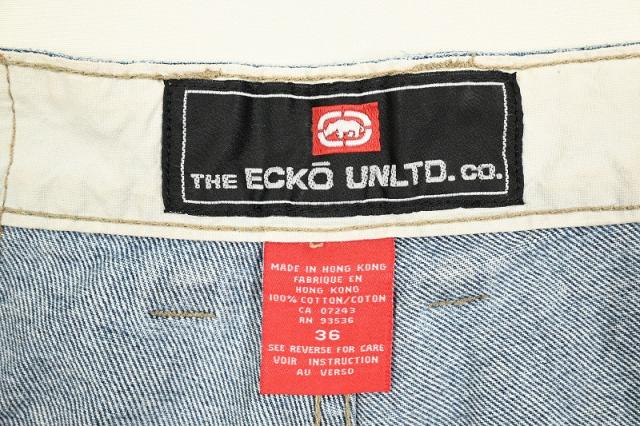 THE ECKŌ UNLTD. CO.
MADE IN HONG KONG
FABRIQUE EN
HONG KONG
100% COTTON/COTON
CA 07243
RN 93536
36
SEE REVERSE FOR CARE
VOIR INSTRUCTION
AU VERSO